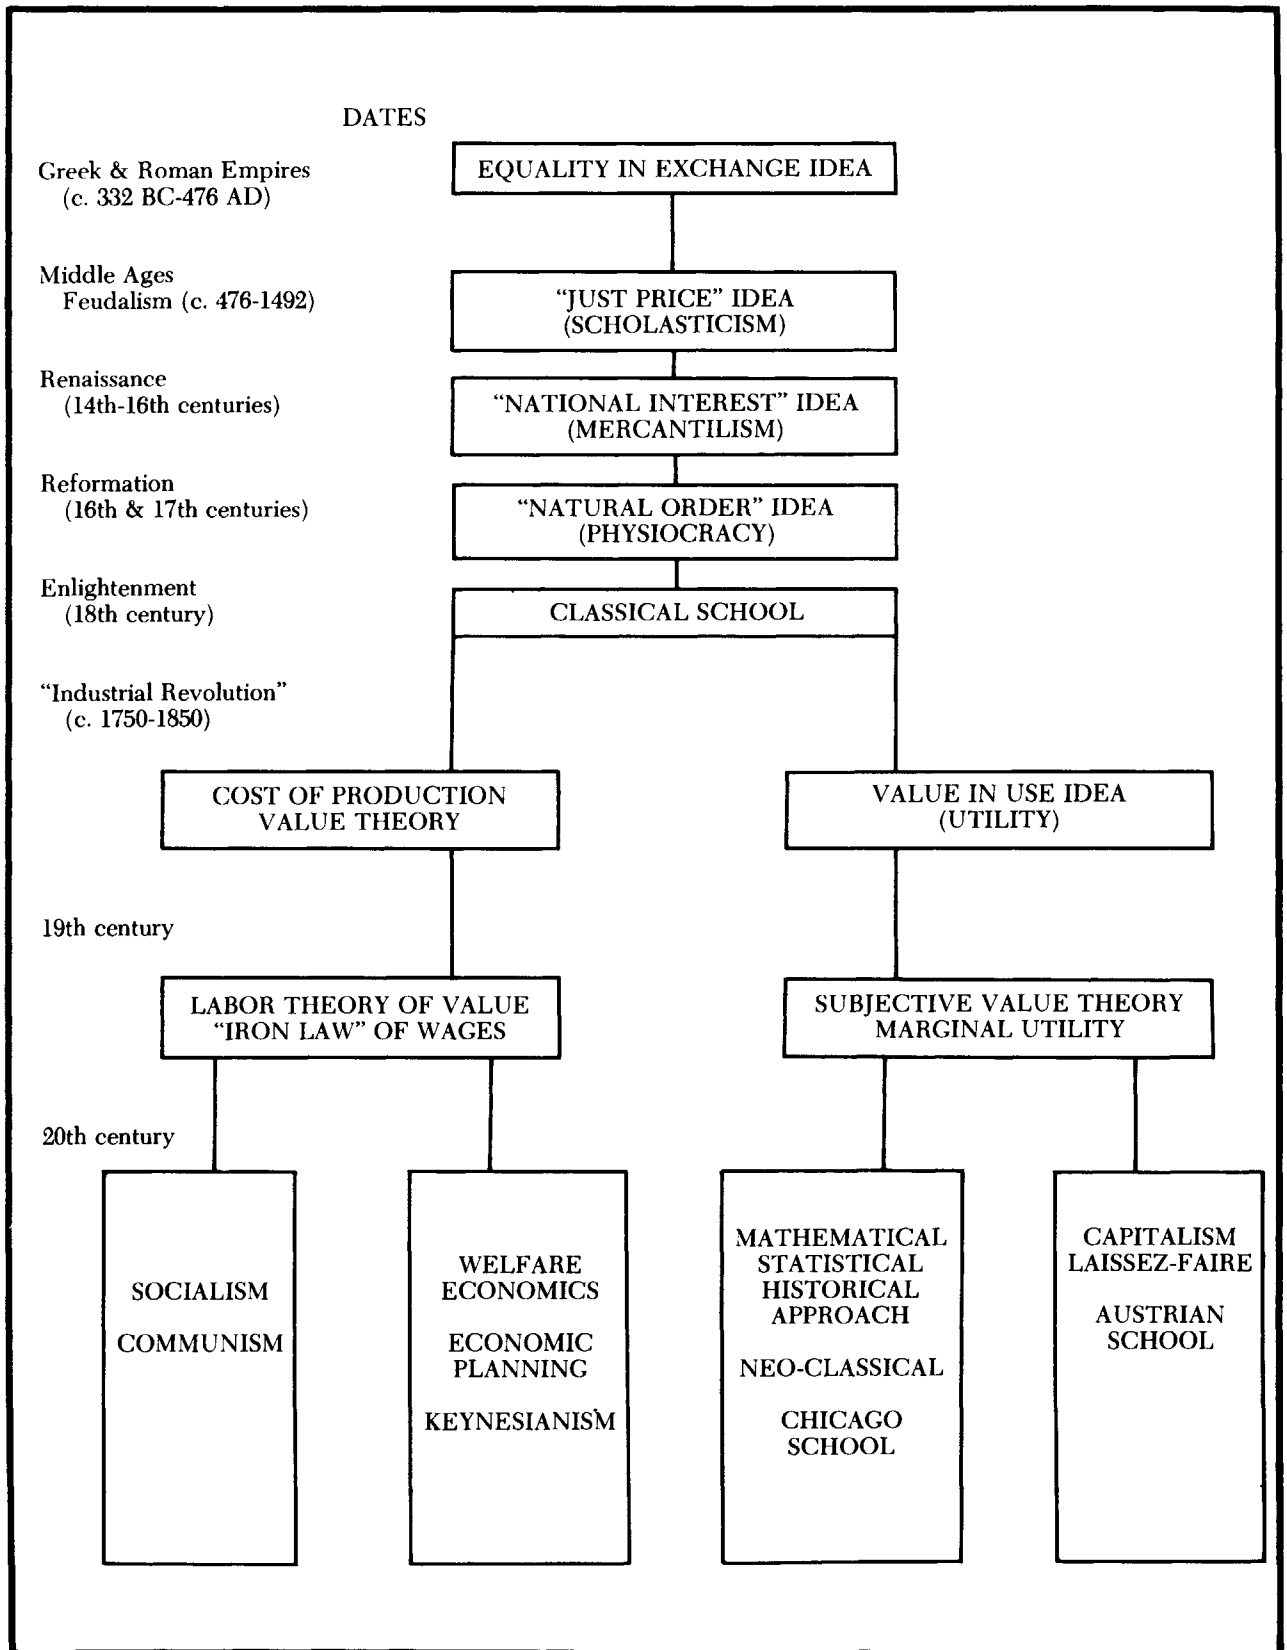 DATES
Greek & Roman Empires
(c. 332 BC-476 AD)
EQUALITY IN EXCHANGE IDEA
Middle Ages
Feudalism (c. 476-1492)
“JUST PRICE” IDEA
(SCHOLASTICISM)
Renaissance
(14th-16th centuries)
“NATIONAL INTEREST” IDEA
(MERCANTILISM)
Reformation
(16th & 17th centuries)
“NATURAL ORDER” IDEA
(PHYSIOCRACY)
Enlightenment
(18th century)
CLASSICAL SCHOOL
“Industrial Revolution”
(c. 1750-1850)
COST OF PRODUCTION
VALUE THEORY
VALUE IN USE IDEA
(UTILITY)
19th century
LABOR THEORY OF VALUE
“IRON LAW” OF WAGES
SUBJECTIVE VALUE THEORY
MARGINAL UTILITY
20th century
SOCIALISM
COMMUNISM
WELFARE
ECONOMICS
ECONOMIC
PLANNING
KEYNESIANISM
MATHEMATICAL
STATISTICAL
HISTORICAL
APPROACH
NEO-CLASSICAL
CHICAGO
SCHOOL
CAPITALISM
LAISSEZ-FAIRE
AUSTRIAN
SCHOOL